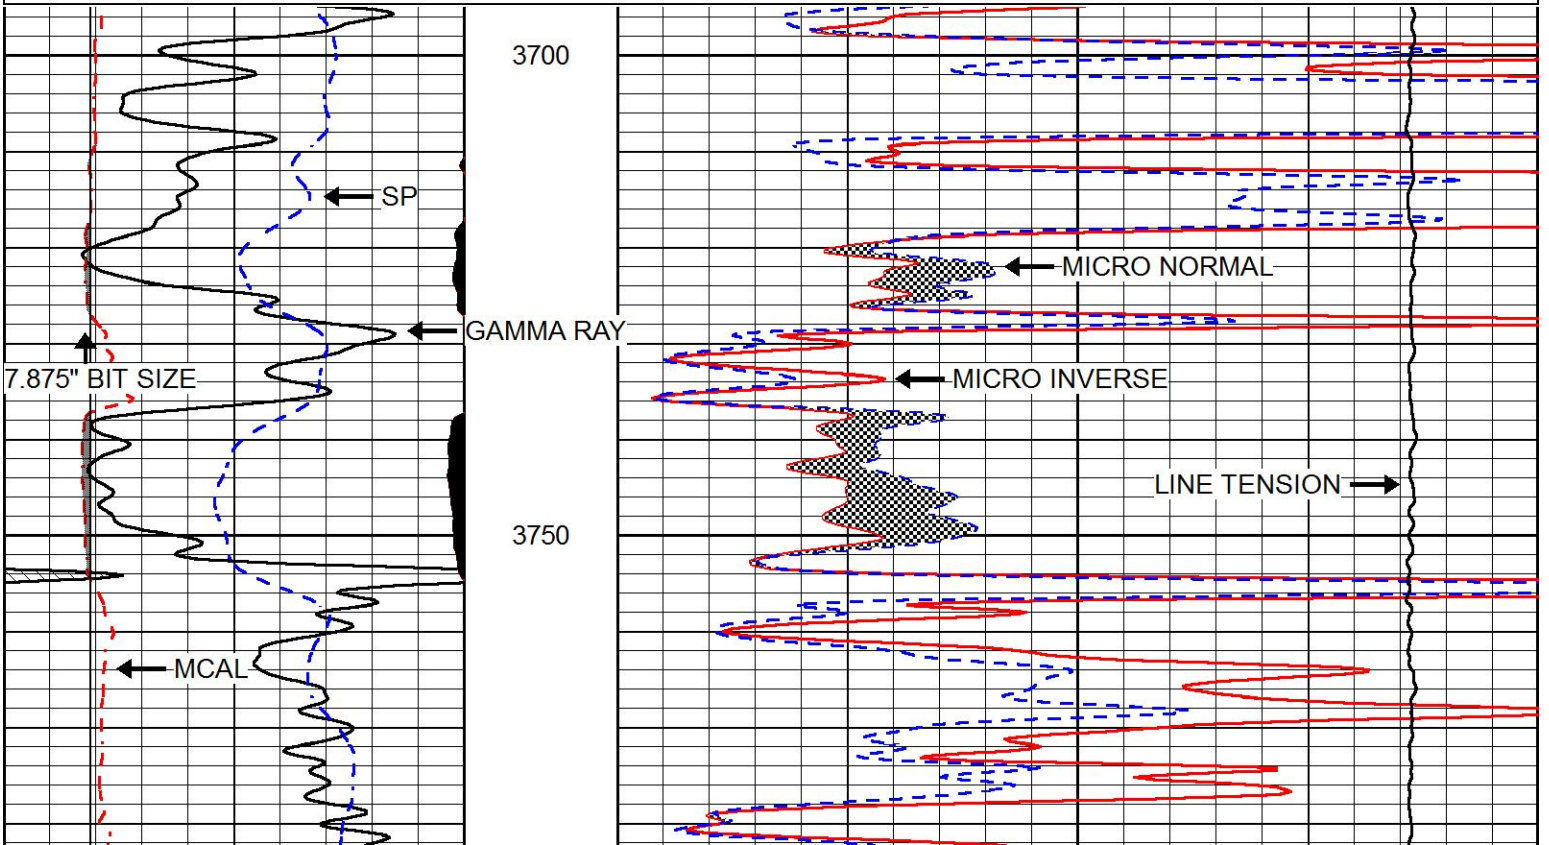 3700
SP
MICRO NORMAL
GAMMA RAY
7.875" BIT SIZE
MICRO INVERSE
LINE TENSION
3750
MCAL